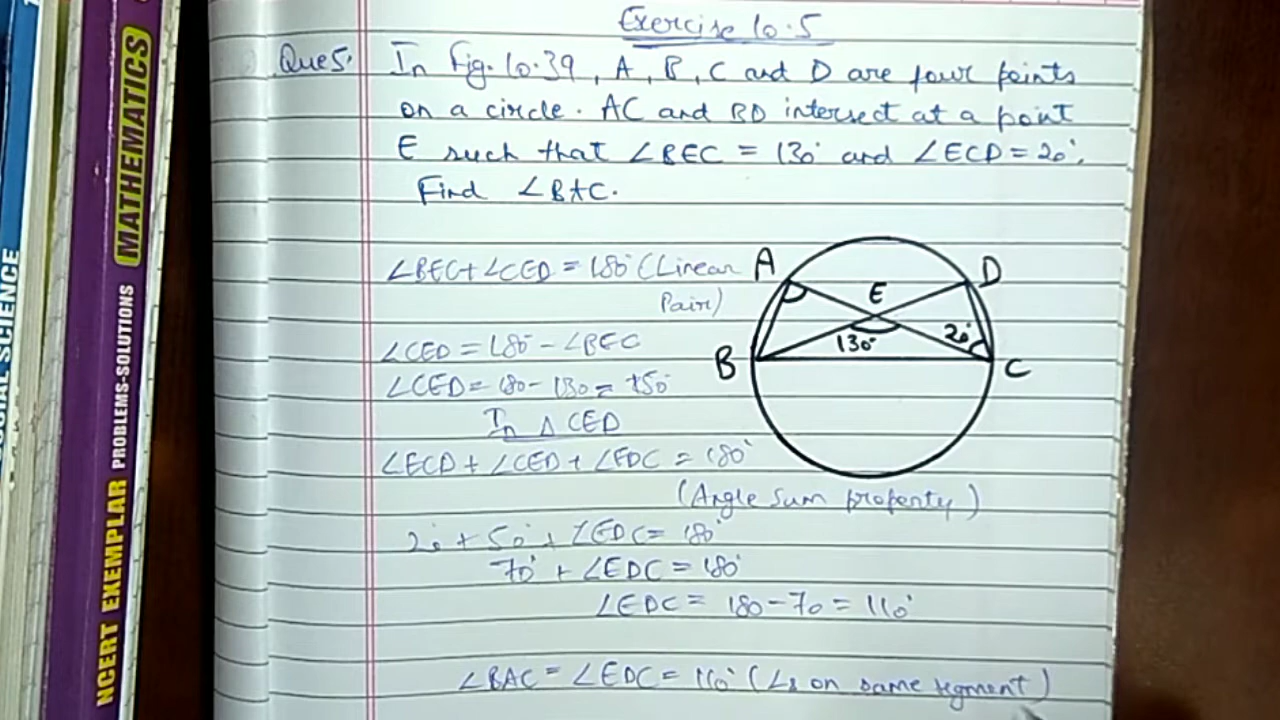 Exercise 10.5
Que5. In Fig. 10.39, A, B, C and D are four points
on a circle. AC and BD intersect at a point
E such that ∠BEC = 130° and ∠ECD = 20°.
Find ∠BAC.
∠BEC + ∠CED = 180° (Linear
Pair)
∠CED = 180° - ∠BEC
∠CED = 180 - 130 = 50°
In Δ CED
∠ECD + ∠CED + ∠EDC = 180°
(Angle sum property)
20° + 50° + ∠EDC = 180°
70° + ∠EDC = 180°
∠EDC = 180 - 70 = 110°
∠BAC = ∠EDC = 110° (∠s on same segment)
A
D
E
130°
20°
B
C
SOCIAL SCIENCE
NCERT EXEMPLAR PROBLEMS-SOLUTIONS MATHEMATICS